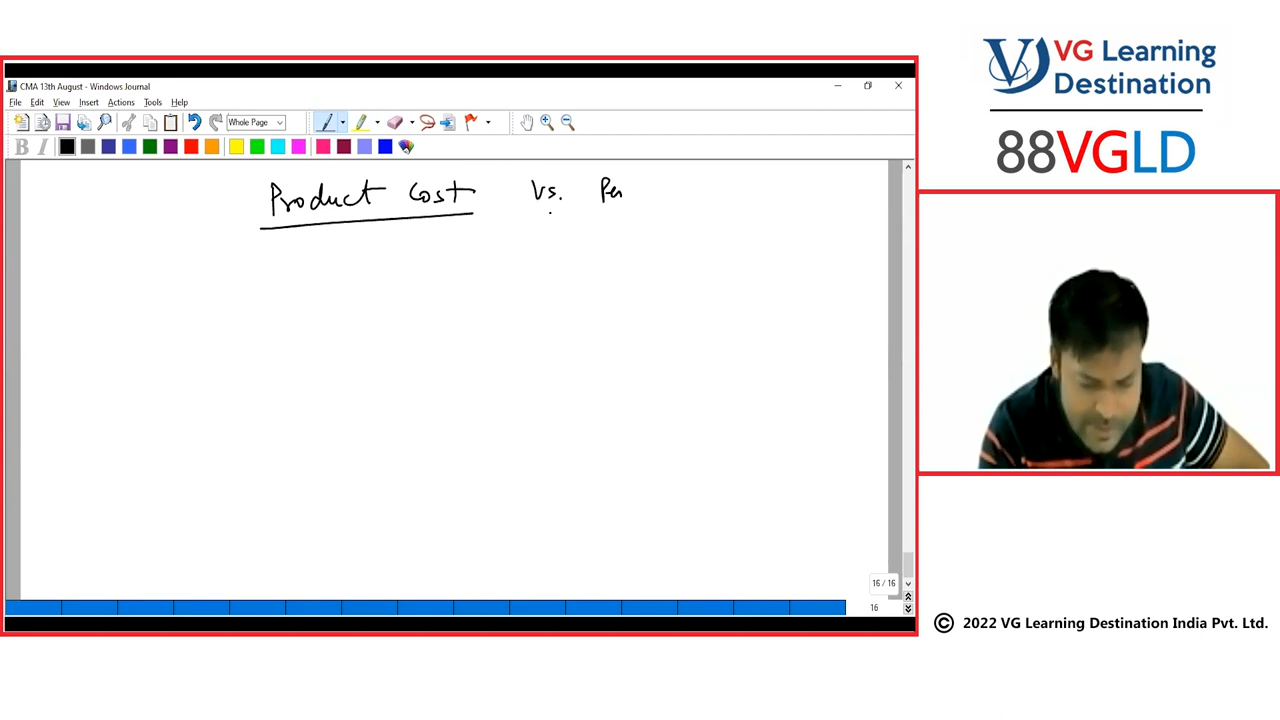 CMA 13th August - Windows Journal
File Edit View Insert Actions Tools Help
Whole Page
B I
Product Cost Vs. Per
16 / 16
16
VG Learning
Destination
88VGLD
© 2022 VG Learning Destination India Pvt. Ltd.